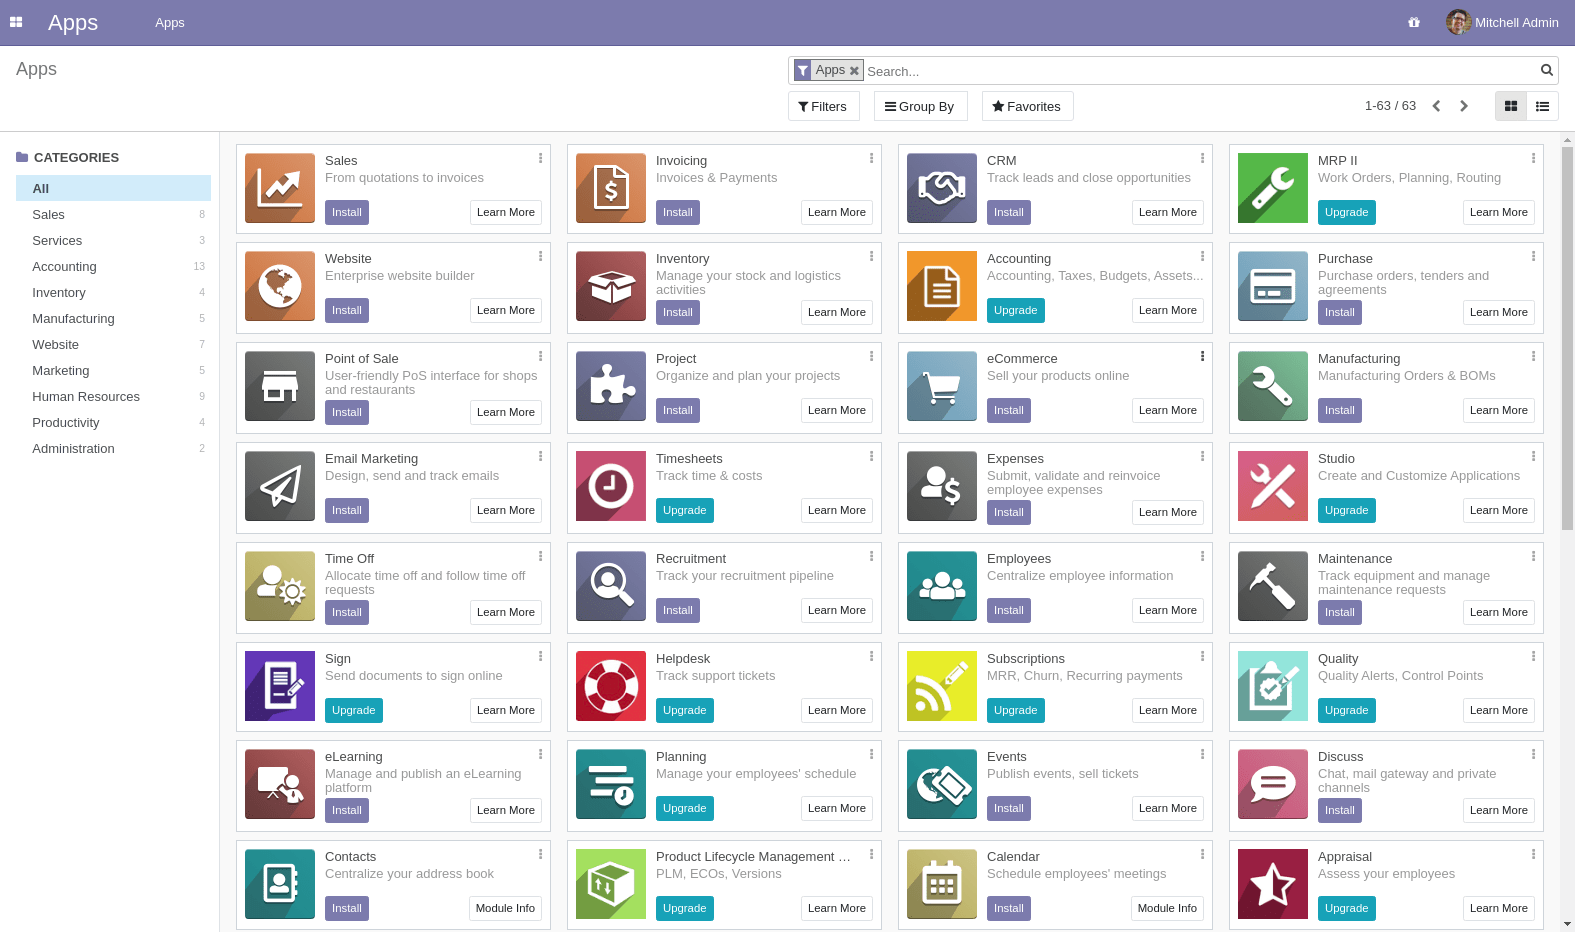 Apps
Apps
Mitchell Admin
Apps
Apps
Search...
Filters
Group By
Favorites
1-63 / 63
CATEGORIES
All
Sales 8
Services 3
Accounting 13
Inventory 4
Manufacturing 5
Website 7
Marketing 5
Human Resources 9
Productivity 4
Administration 2
Sales
From quotations to invoices
Install Learn More
Invoicing
Invoices & Payments
Install Learn More
CRM
Track leads and close opportunities
Install Learn More
MRP II
Work Orders, Planning, Routing
Upgrade Learn More
Website
Enterprise website builder
Install Learn More
Inventory
Manage your stock and logistics
activities
Install Learn More
Accounting
Accounting, Taxes, Budgets, Assets...
Upgrade Learn More
Purchase
Purchase orders, tenders and
agreements
Install Learn More
Point of Sale
User-friendly PoS interface for shops
and restaurants
Install Learn More
Project
Organize and plan your projects
Install Learn More
eCommerce
Sell your products online
Install Learn More
Manufacturing
Manufacturing Orders & BOMs
Install Learn More
Email Marketing
Design, send and track emails
Install Learn More
Timesheets
Track time & costs
Upgrade Learn More
Expenses
Submit, validate and reinvoice
employee expenses
Install Learn More
Studio
Create and Customize Applications
Upgrade Learn More
Time Off
Allocate time off and follow time off
requests
Install Learn More
Recruitment
Track your recruitment pipeline
Install Learn More
Employees
Centralize employee information
Install Learn More
Maintenance
Track equipment and manage
maintenance requests
Install Learn More
Sign
Send documents to sign online
Upgrade Learn More
Helpdesk
Track support tickets
Upgrade Learn More
Subscriptions
MRR, Churn, Recurring payments
Upgrade Learn More
Quality
Quality Alerts, Control Points
Upgrade Learn More
eLearning
Manage and publish an eLearning
platform
Install Learn More
Planning
Manage your employees' schedule
Upgrade Learn More
Events
Publish events, sell tickets
Install Learn More
Discuss
Chat, mail gateway and private
channels
Install Learn More
Contacts
Centralize your address book
Install Module Info
Product Lifecycle Management ...
PLM, ECOs, Versions
Upgrade Learn More
Calendar
Schedule employees' meetings
Install Module Info
Appraisal
Assess your employees
Upgrade Learn More